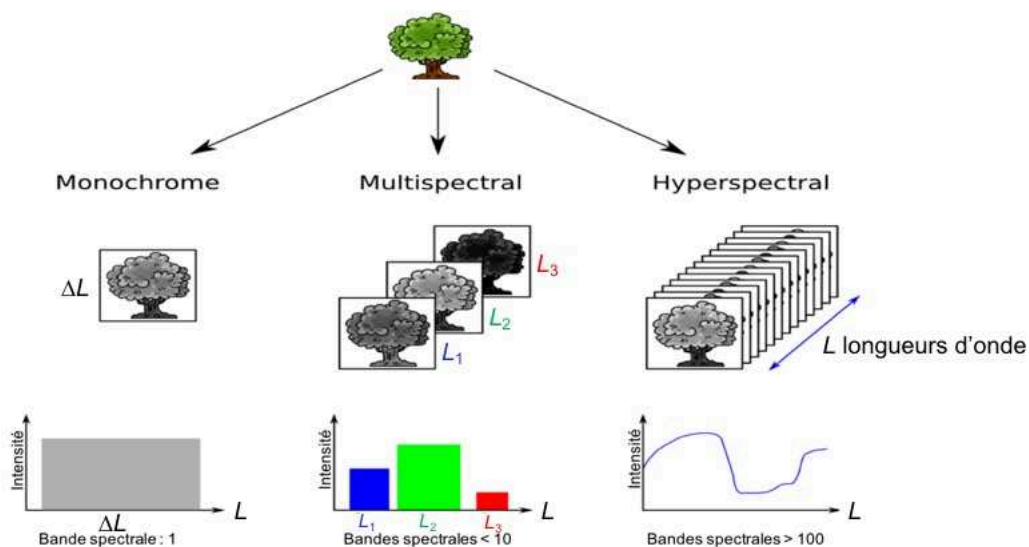 Monochrome
Multispectral
Hyperspectral
ΔL
L₁
L₂
L₃
L longueurs d'onde
Intensité
ΔL
L
Bande spectrale : 1
Intensité
L₁
L₂
L₃
L
Bandes spectrales < 10
Intensité
L
Bandes spectrales > 100